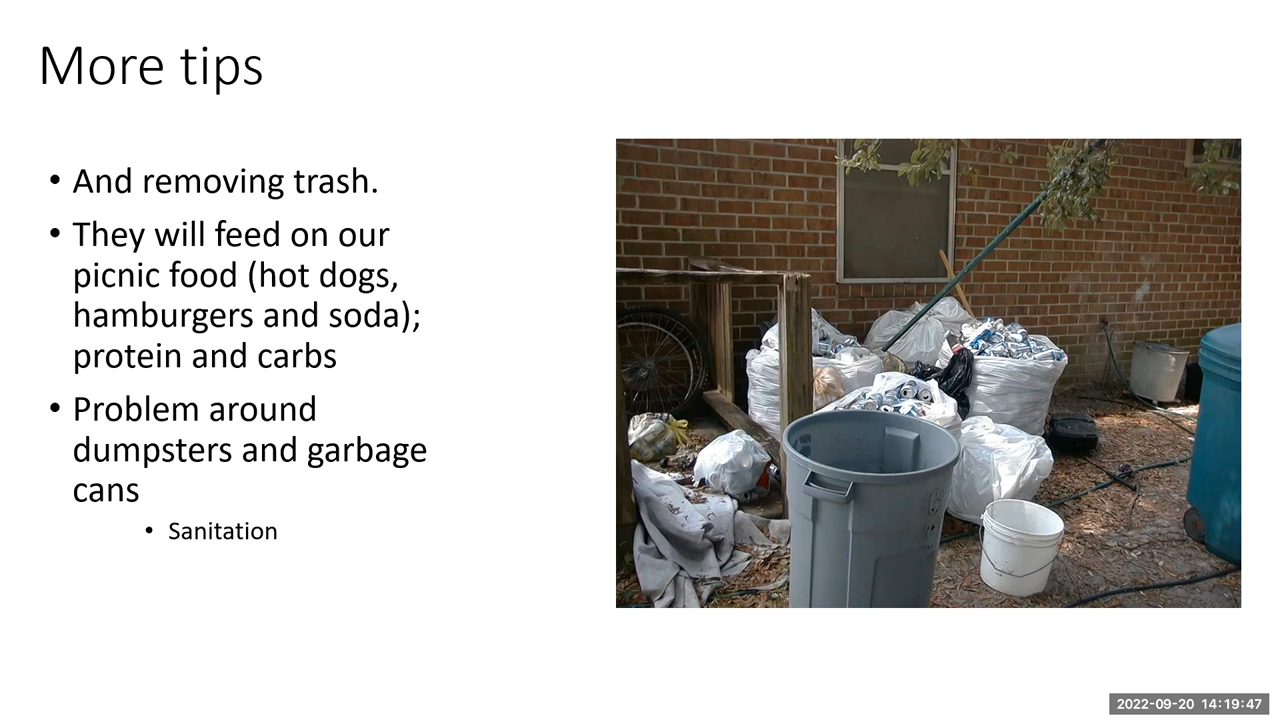 More tips
• And removing trash.
• They will feed on our
picnic food (hot dogs,
hamburgers and soda);
protein and carbs
• Problem around
dumpsters and garbage
cans
• Sanitation
2022-09-20 14:19:47